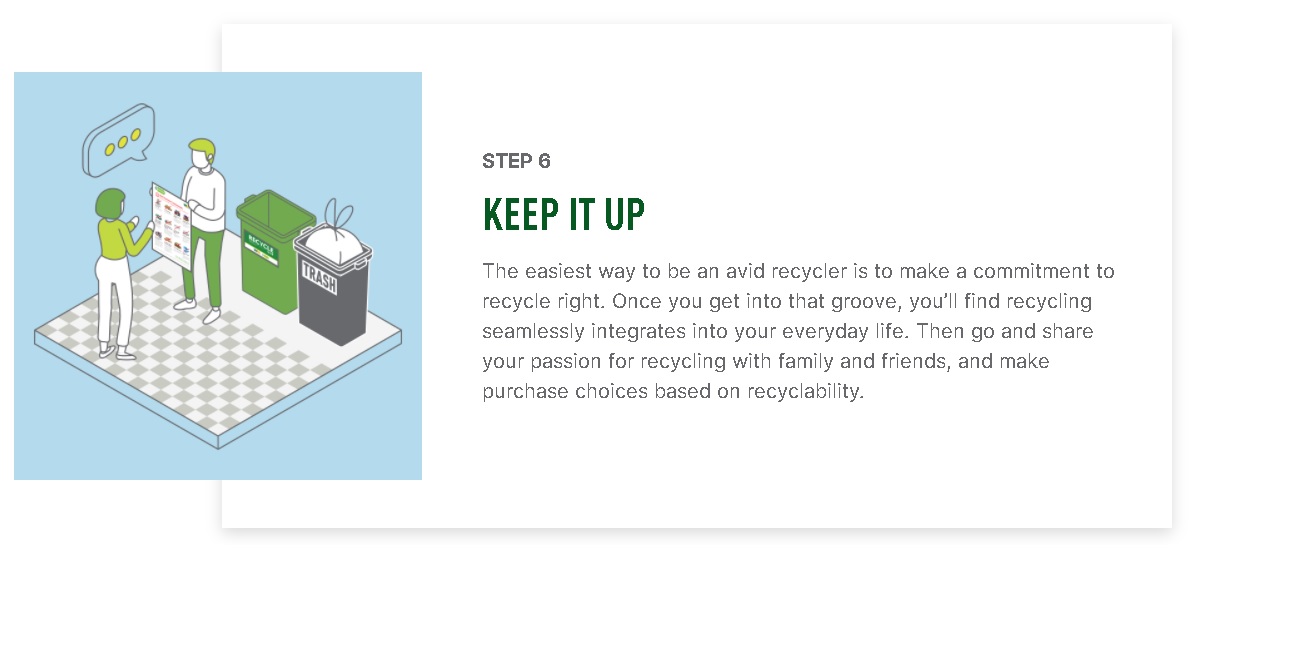 STEP 6
KEEP IT UP
The easiest way to be an avid recycler is to make a commitment to
recycle right. Once you get into that groove, you’ll find recycling
seamlessly integrates into your everyday life. Then go and share
your passion for recycling with family and friends, and make
purchase choices based on recyclability.
RECYCLE
TRASH